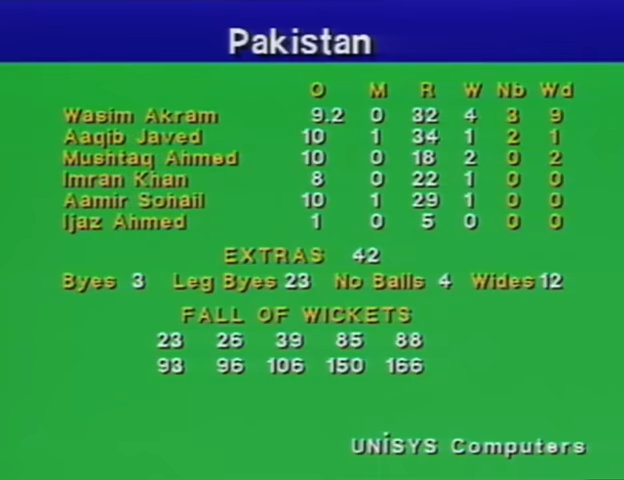 Pakistan
O M R W Nb Wd
Wasim Akram 9.2 0 32 4 3 9
Aaqib Javed 10 1 34 1 2 1
Mushtaq Ahmed 10 0 18 2 0 2
Imran Khan 8 0 22 1 0 0
Aamir Sohail 10 1 29 1 0 0
Ijaz Ahmed 1 0 5 0 0 0
EXTRAS 42
Byes 3 Leg Byes 23 No Balls 4 Wides 12
FALL OF WICKETS
23 26 39 85 88
93 96 106 150 166
UNiSYS Computers